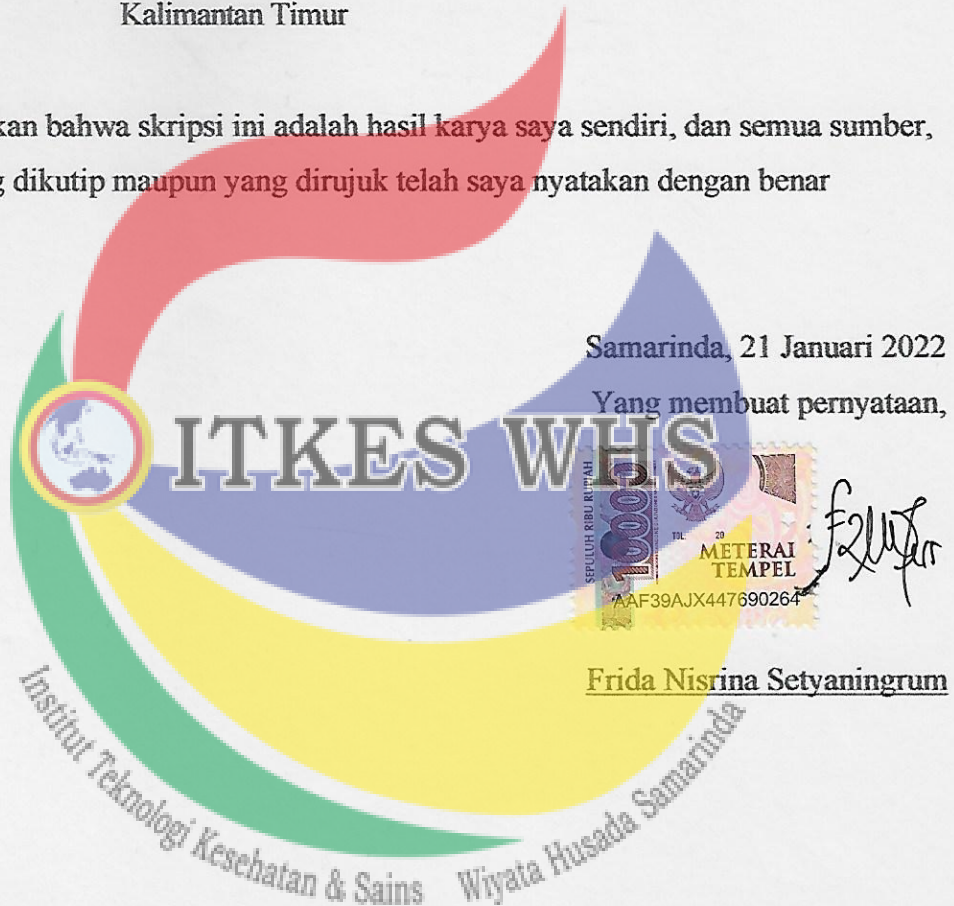 Kalimantan Timur
kan bahwa skripsi ini adalah hasil karya saya sendiri, dan semua sumber,
g dikutip maupun yang dirujuk telah saya nyatakan dengan benar
Samarinda, 21 Januari 2022
Yang membuat pernyataan,
ITKES WHS
SEPULUH RIBU RUPIAH
10000
TGL 20
METERAI
TEMPEL
AAF39AJX447690264
Frida Nisrina Setyaningrum
Institut Teknologi Kesehatan & Sains Wiyata Husada Samarinda